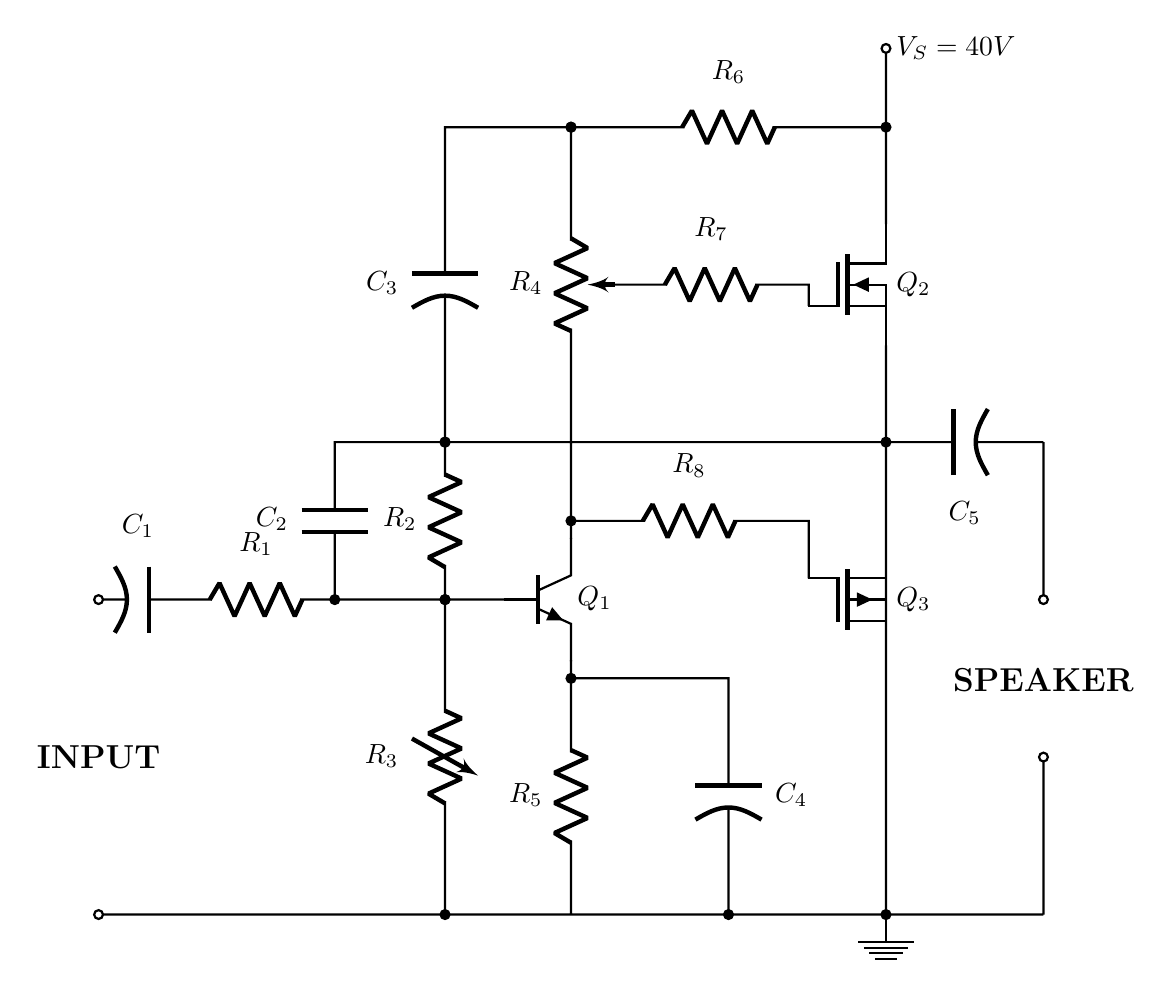 V_S = 40V
R_6
R_7
C_3
R_4
Q_2
R_8
C_1
C_2
R_2
C_5
R_1
Q_1
Q_3
SPEAKER
INPUT
R_3
R_5
C_4